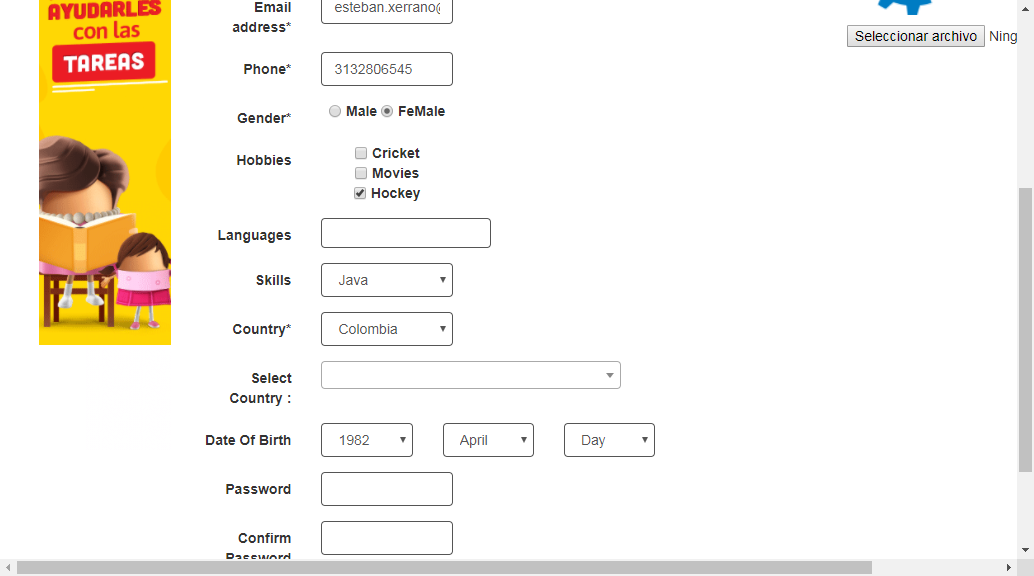 AYUDARLES
con las
TAREAS
Email
address*
esteban.xerrano@
Seleccionar archivo Ning
Phone*
3132806545
Gender*
Male FeMale
Hobbies
Cricket
Movies
Hockey
Languages
Skills
Java
Country*
Colombia
Select
Country :
Date Of Birth
1982 April Day
Password
Confirm
Password